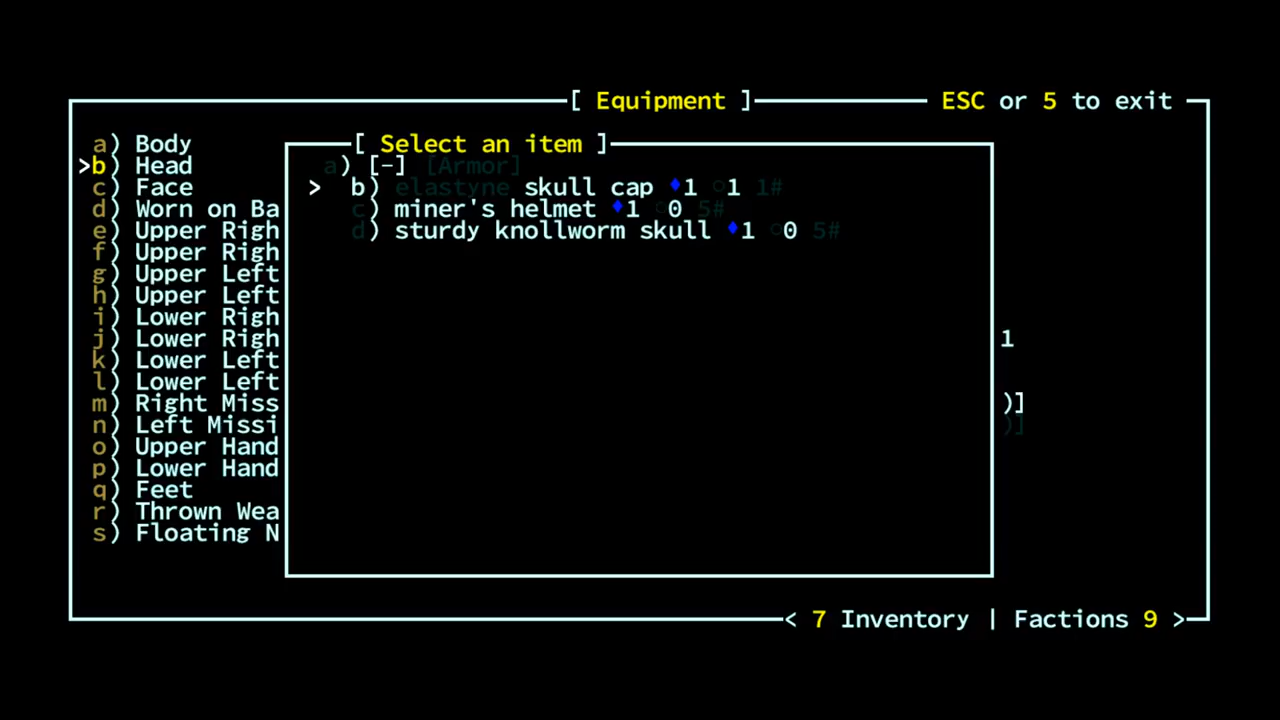 [ Equipment ] ESC or 5 to exit
[ Select an item ]
a) Body
a) [-] [Armor]
>b) Head
> b) elastyne skull cap ♦1 ○1 1#
c) Face
c) miner's helmet ♦1 ○0 5#
d) Worn on Ba
d) sturdy knollworm skull ♦1 ○0 5#
e) Upper Righ
f) Upper Righ
g) Upper Left
h) Upper Left
i) Lower Righ
j) Lower Righ 1
k) Lower Left
l) Lower Left
m) Right Miss )]
n) Left Missi )]
o) Upper Hand
p) Lower Hand
q) Feet
r) Thrown Wea
s) Floating N
< 7 Inventory | Factions 9 >